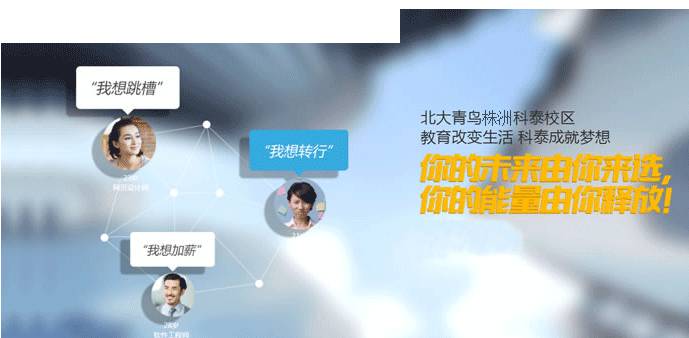 “我想跳槽”
网页设计师
“我想转行”
“我想加薪”
28岁
软件工程师
北大青鸟株洲科泰校区
教育改变生活 科泰成就梦想
你的未来由你来选，
你的能量由你释放！